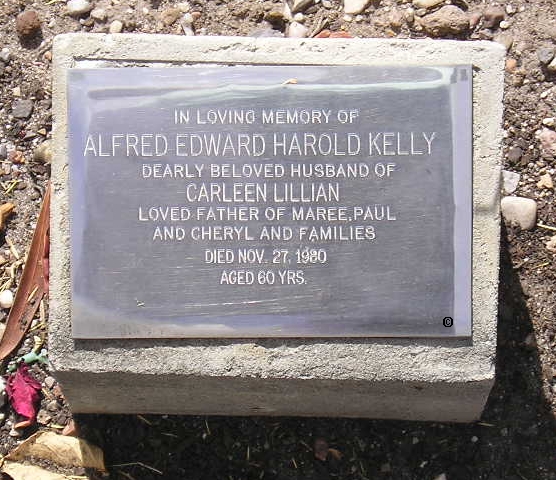 IN LOVING MEMORY OF
ALFRED EDWARD HAROLD KELLY
DEARLY BELOVED HUSBAND OF
CARLEEN LILLIAN
LOVED FATHER OF MAREE, PAUL
AND CHERYL AND FAMILIES
DIED NOV. 27, 1980
AGED 60 YRS.
©